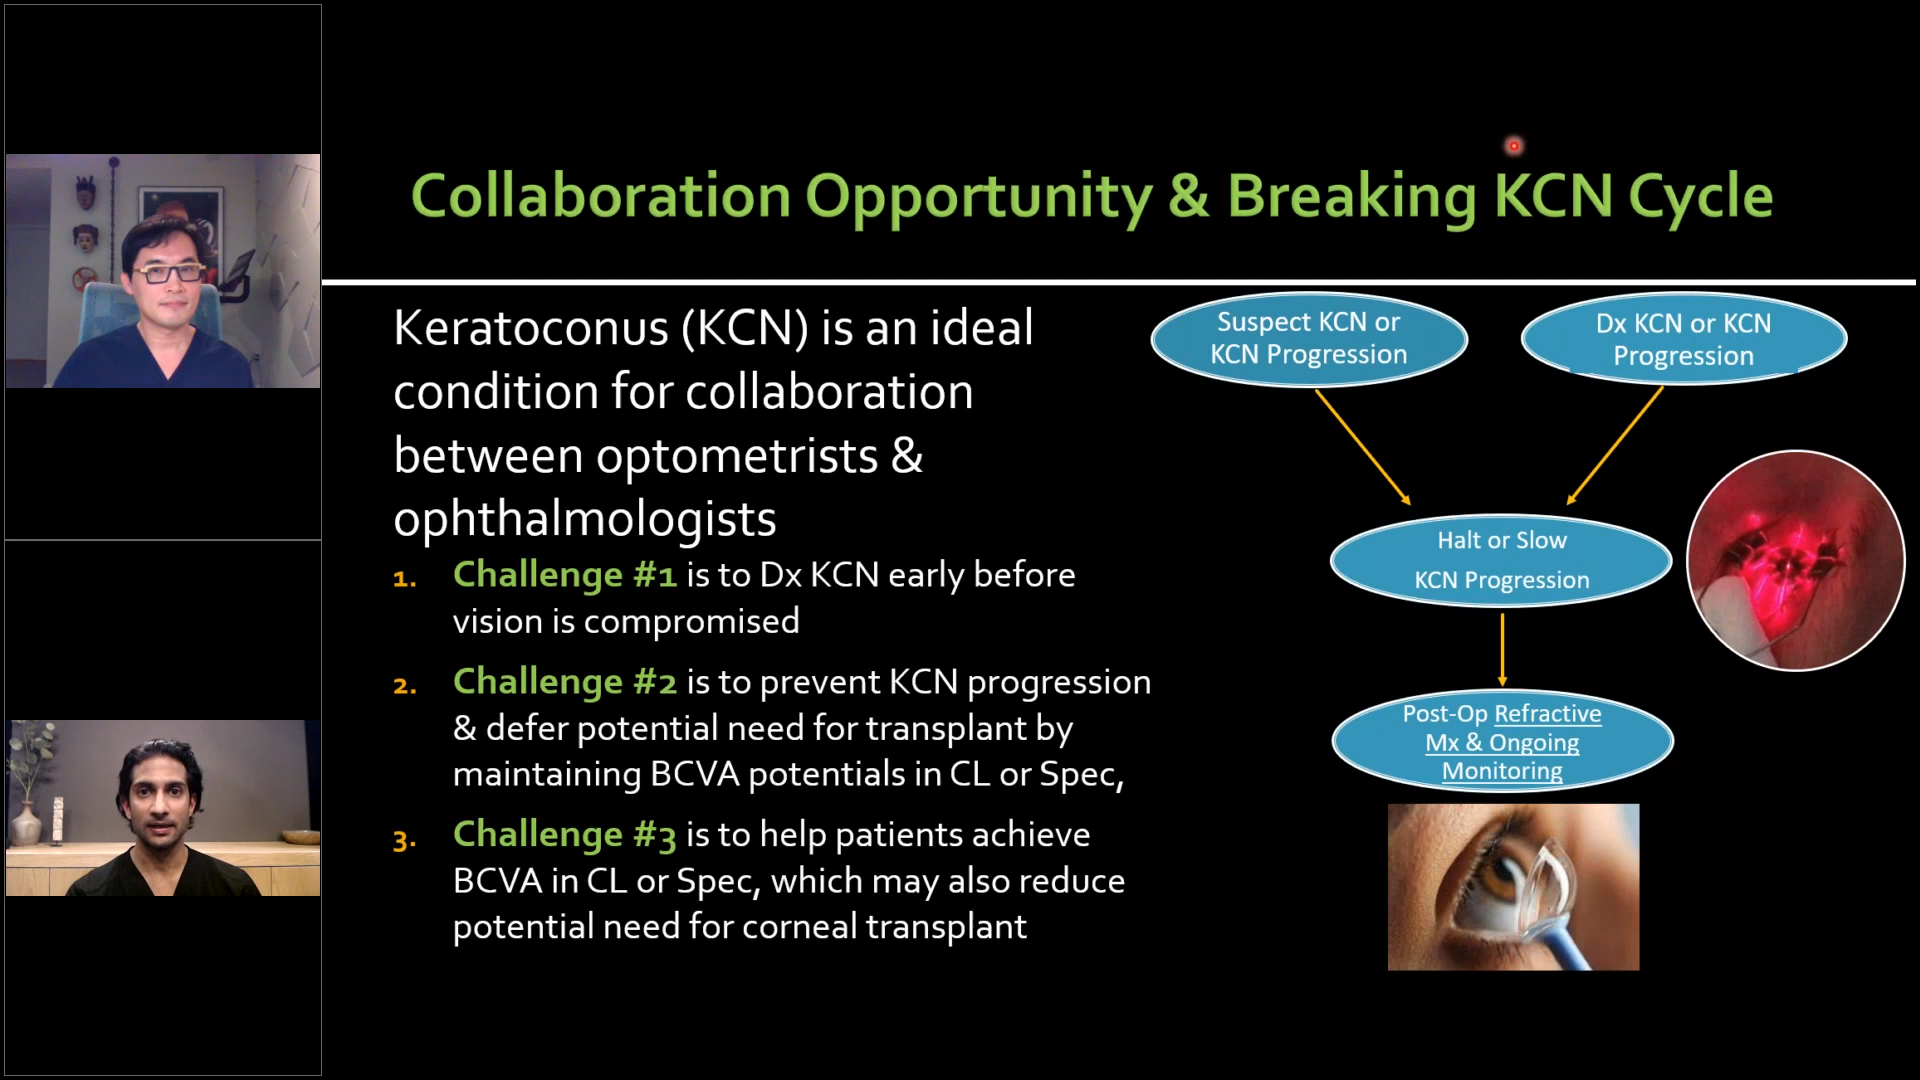 Collaboration Opportunity & Breaking KCN Cycle
Keratoconus (KCN) is an ideal
condition for collaboration
between optometrists &
ophthalmologists
1. Challenge #1 is to Dx KCN early before
vision is compromised
2. Challenge #2 is to prevent KCN progression
& defer potential need for transplant by
maintaining BCVA potentials in CL or Spec,
3. Challenge #3 is to help patients achieve
BCVA in CL or Spec, which may also reduce
potential need for corneal transplant
Suspect KCN or
KCN Progression
Dx KCN or KCN
Progression
Halt or Slow
KCN Progression
Post-Op Refractive
Mx & Ongoing
Monitoring